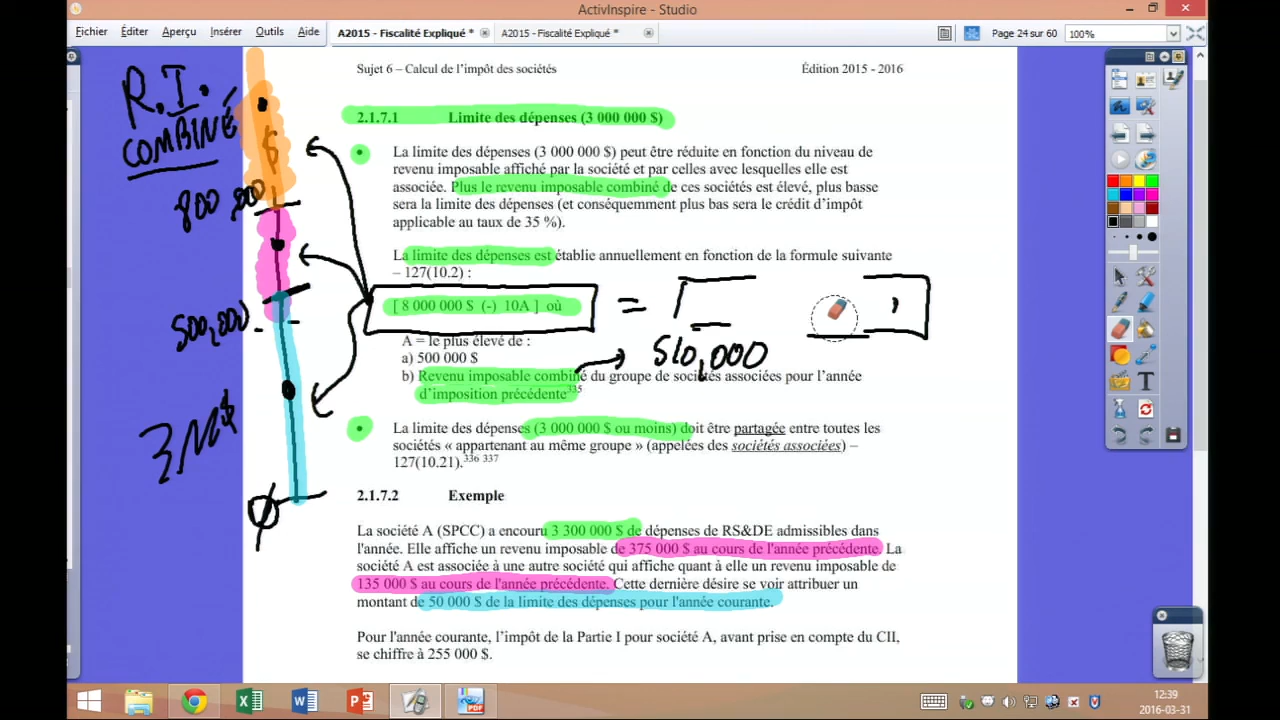 ActivInspire - Studio
Fichier Éditer Aperçu Insérer Outils Aide
A2015 - Fiscalité Expliqué *
A2015 - Fiscalité Expliqué *
Page 24 sur 60
100%
Sujet 6 – Calcul de l'impôt des sociétés
Édition 2015 - 2016
R.I. COMBINÉ
$
800,000
500,000
3M$
2.1.7.1 Limite des dépenses (3 000 000 $)
• La limite des dépenses (3 000 000 $) peut être réduite en fonction du niveau de
revenu imposable affiché par la société et par celles avec lesquelles elle est
associée. Plus le revenu imposable combiné de ces sociétés est élevé, plus basse
sera la limite des dépenses (et conséquemment plus bas sera le crédit d'impôt
applicable au taux de 35 %).
La limite des dépenses est établie annuellement en fonction de la formule suivante
– 127(10.2) :
[ 8 000 000 $ (-) 10A ] où
=
A = le plus élevé de :
a) 500 000 $
510,000
b) Revenu imposable combiné du groupe de sociétés associées pour l'année
d'imposition précédente335
• La limite des dépenses (3 000 000 $ ou moins) doit être partagée entre toutes les
sociétés « appartenant au même groupe » (appelées des sociétés associées) –
127(10.21).336 337
2.1.7.2 Exemple
La société A (SPCC) a encouru 3 300 000 $ de dépenses de RS&DE admissibles dans
l'année. Elle affiche un revenu imposable de 375 000 $ au cours de l'année précédente. La
société A est associée à une autre société qui affiche quant à elle un revenu imposable de
135 000 $ au cours de l'année précédente. Cette dernière désire se voir attribuer un
montant de 50 000 $ de la limite des dépenses pour l'année courante.
Pour l'année courante, l'impôt de la Partie I pour société A, avant prise en compte du CII,
se chiffre à 255 000 $.
12:39
2016-03-31